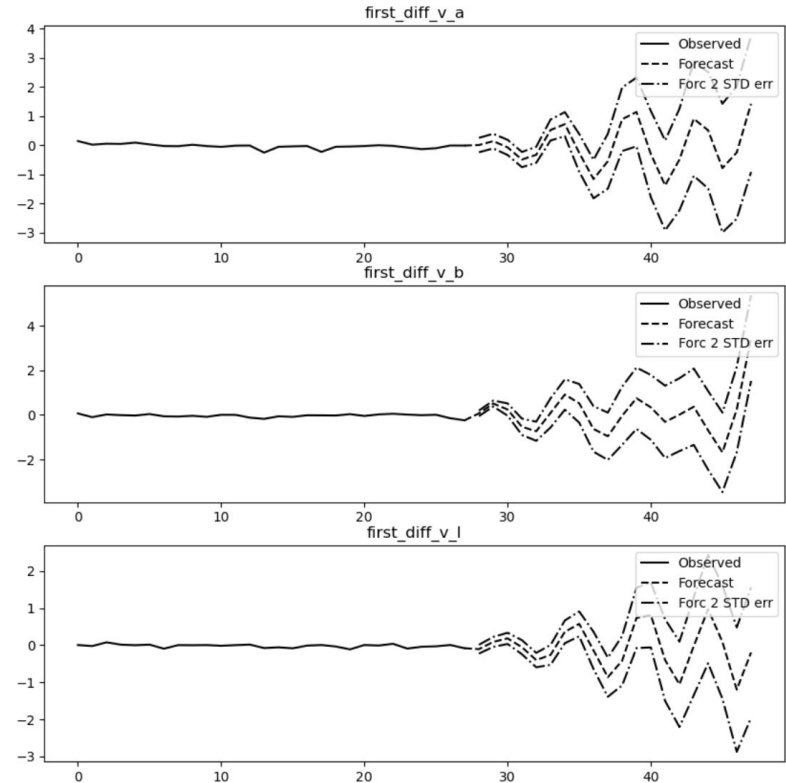 first_diff_v_a
4
3
2
1
0
−1
−2
−3
Observed
Forecast
Forc 2 STD err
0 10 20 30 40
first_diff_v_b
4
2
0
−2
Observed
Forecast
Forc 2 STD err
0 10 20 30 40
first_diff_v_l
2
1
0
−1
−2
−3
Observed
Forecast
Forc 2 STD err
0 10 20 30 40